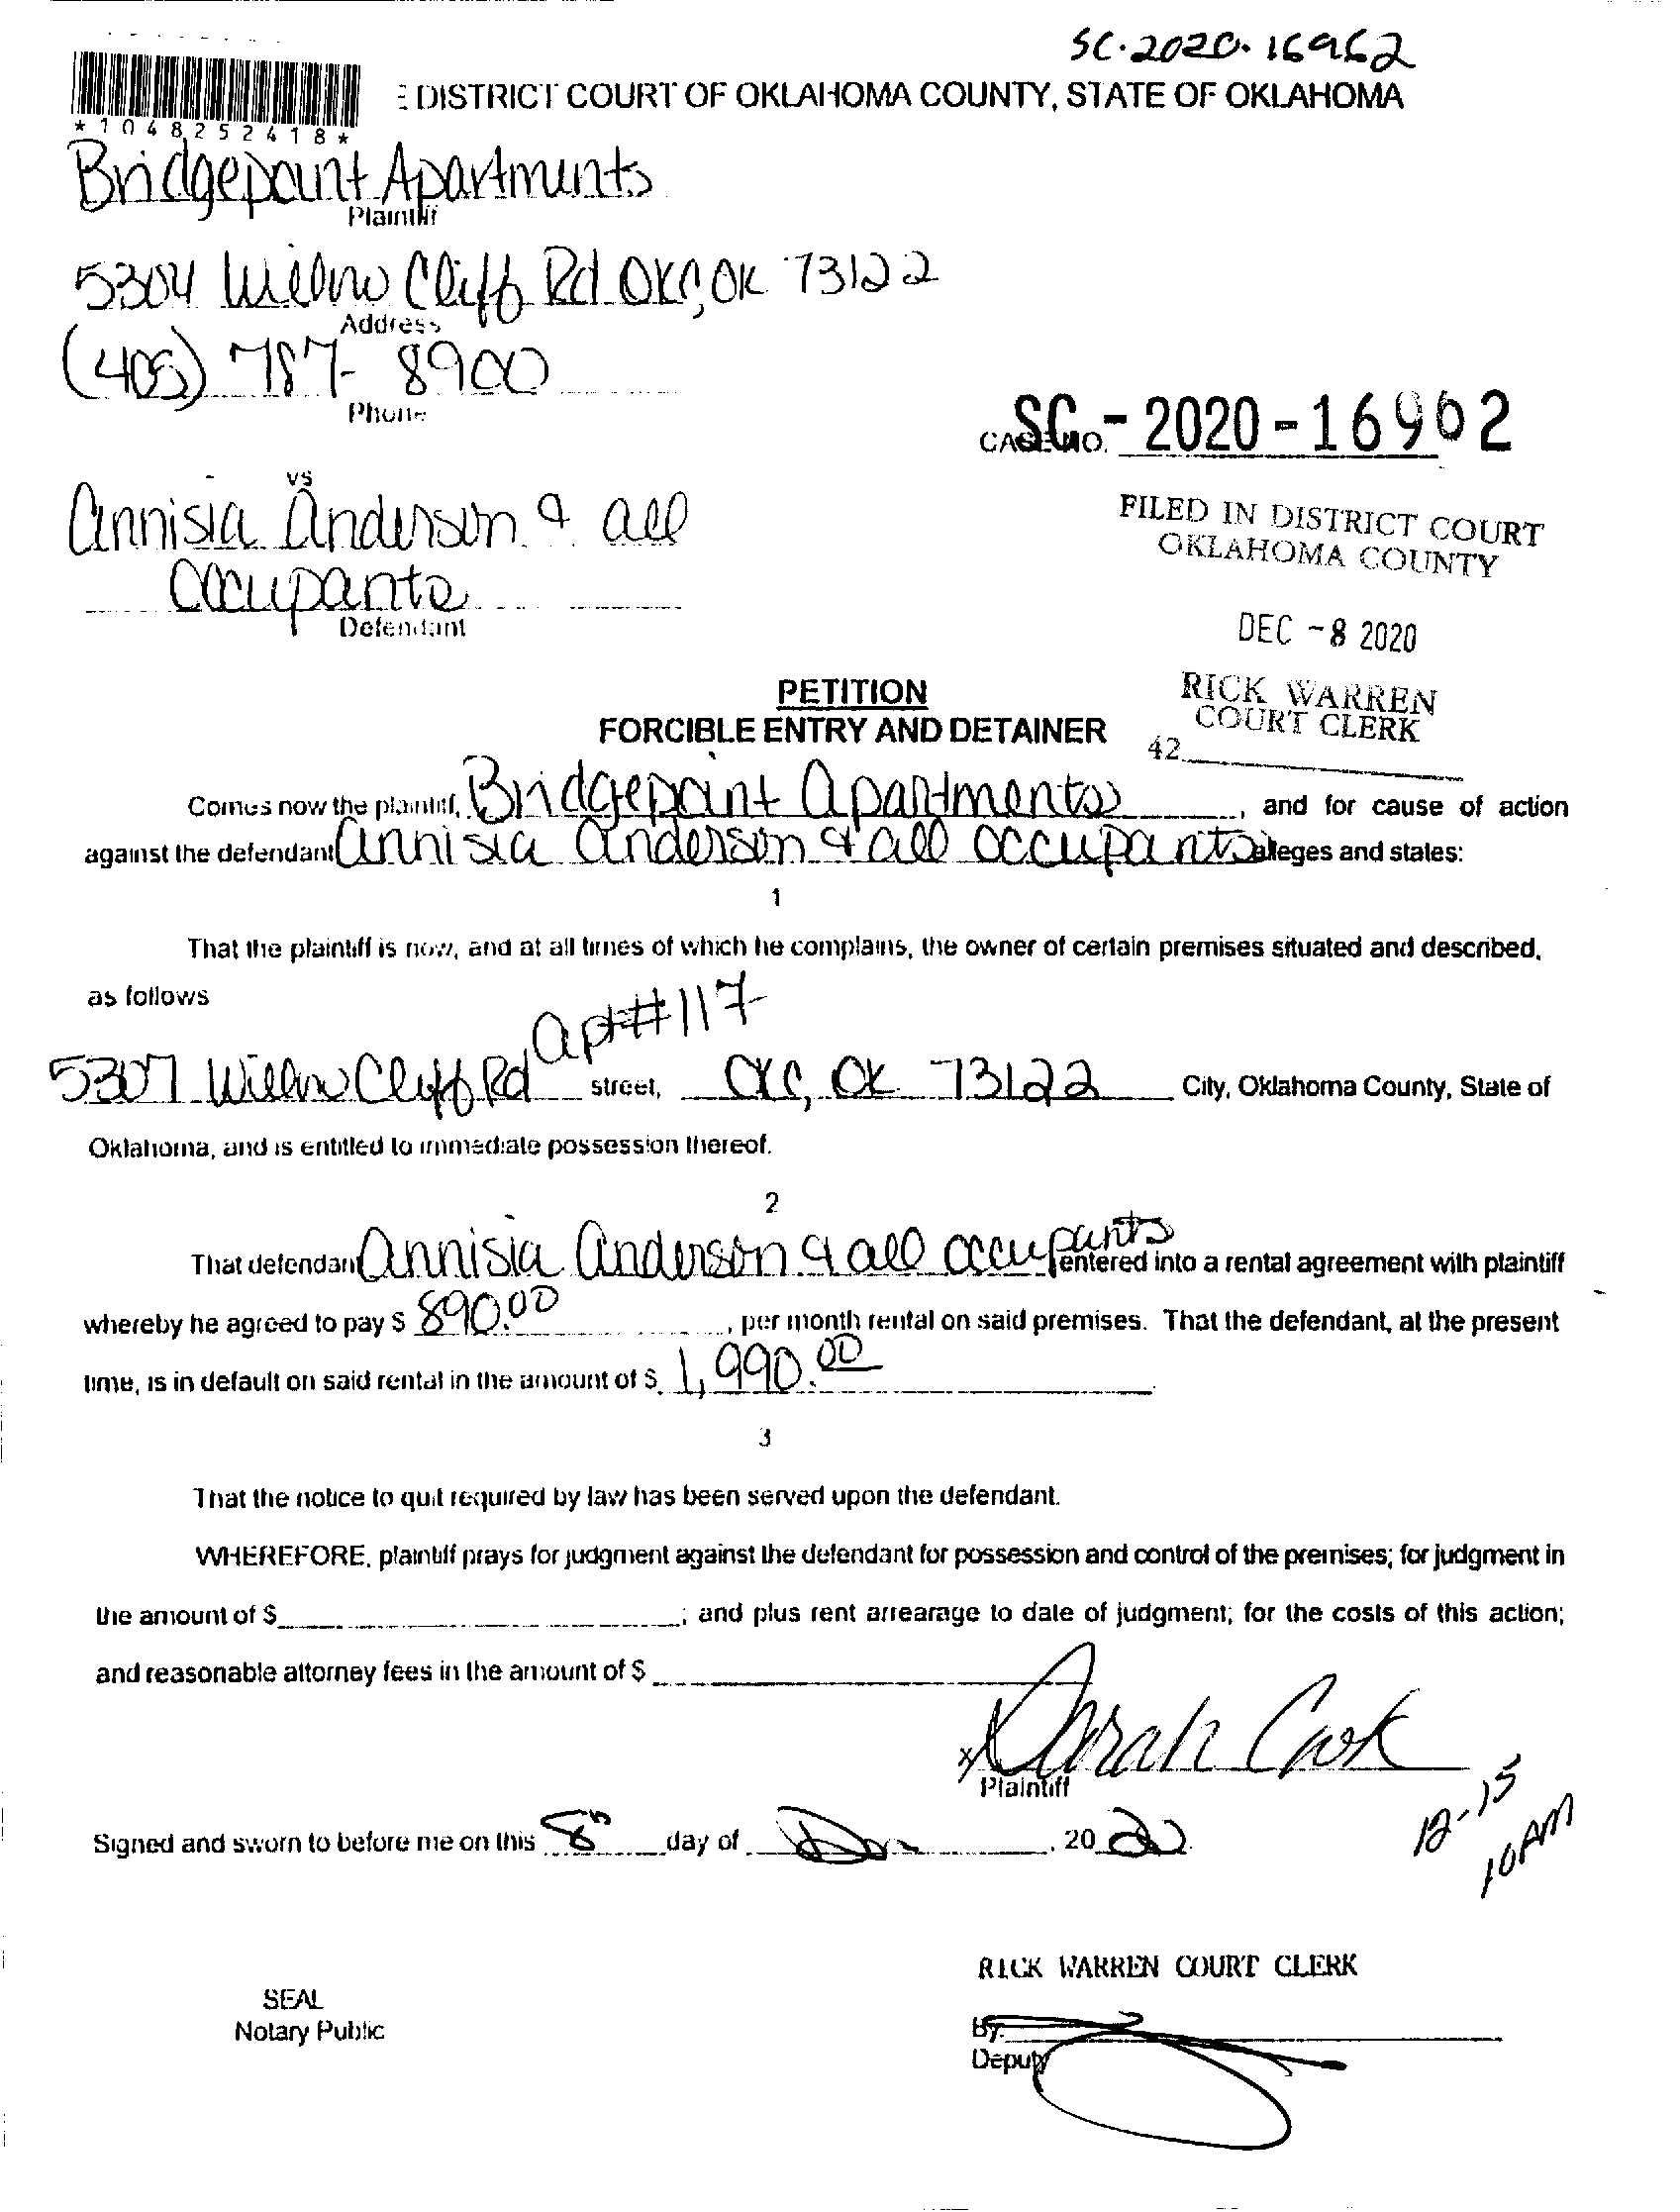 SC-2020-16962
*1048252418*
E DISTRICT COURT OF OKLAHOMA COUNTY, STATE OF OKLAHOMA
Bridgepoint Apartments
Plaintiff
5304 Willow Cliff Rd OKC, OK 73122
Address
(405) 787-8900
Phone
CASE NO. SC-2020-16962
vs
Annisia Anderson & all
Occupants
Defendant
FILED IN DISTRICT COURT
OKLAHOMA COUNTY
DEC -8 2020
RICK WARREN
COURT CLERK
42
PETITION
FORCIBLE ENTRY AND DETAINER
Comes now the plaintiff, Bridgepoint Apartments, and for cause of action
against the defendant Annisia Anderson & all occupants alleges and states:
1
That the plaintiff is now, and at all times of which he complains, the owner of certain premises situated and described,
as follows
apt#117
5307 Willow Cliff Rd street, OKC, OK 73122 City, Oklahoma County, State of
Oklahoma, and is entitled to immediate possession thereof.
2
That defendant Annisia Anderson & all occupants entered into a rental agreement with plaintiff
whereby he agreed to pay $ 890.00, per month rental on said premises. That the defendant, at the present
time, is in default on said rental in the amount of $ 1,990.00
3
That the notice to quit required by law has been served upon the defendant.
WHEREFORE, plaintiff prays for judgment against the defendant for possession and control of the premises; for judgment in
the amount of $ ; and plus rent arrearage to date of judgment; for the costs of this action;
and reasonable attorney fees in the amount of $
x Cook
Plaintiff
Signed and sworn to before me on this 8th day of Dec, 2020.
12-15
10AM
RICK WARREN COURT CLERK
SEAL
Notary Public
By:
Deputy